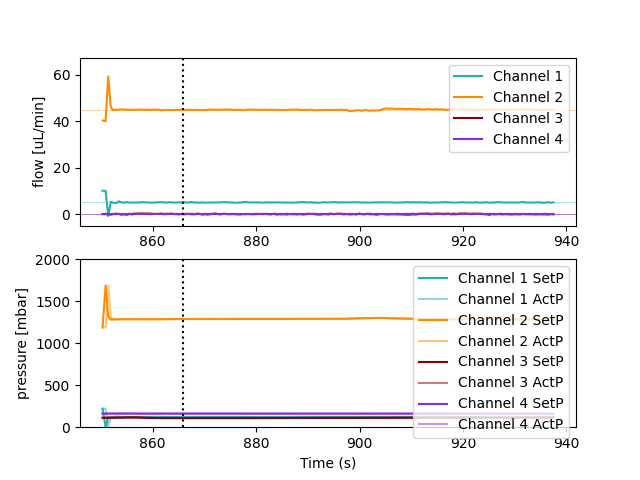 60
40
20
0
flow [uL/min]
Channel 1
Channel 2
Channel 3
Channel 4
860 880 900 920 940
2000
1500
1000
500
0
pressure [mbar]
Channel 1 SetP
Channel 1 ActP
Channel 2 SetP
Channel 2 ActP
Channel 3 SetP
Channel 3 ActP
Channel 4 SetP
Channel 4 ActP
860 880 900 920 940
Time (s)